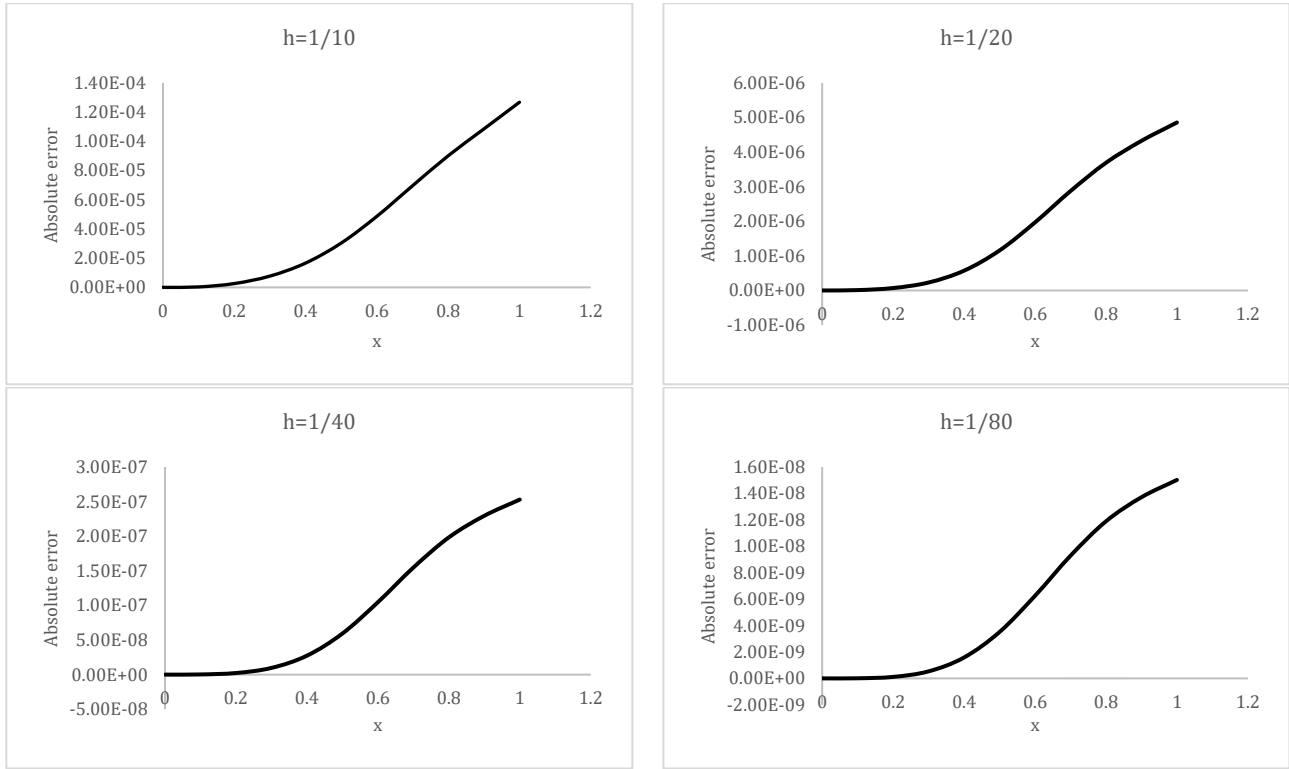 h=1/10
1.40E-04
1.20E-04
1.00E-04
8.00E-05
6.00E-05
4.00E-05
2.00E-05
0.00E+00
Absolute error
0 0.2 0.4 0.6 0.8 1 1.2
x
h=1/20
6.00E-06
5.00E-06
4.00E-06
3.00E-06
2.00E-06
1.00E-06
0.00E+00
-1.00E-06
Absolute error
0 0.2 0.4 0.6 0.8 1 1.2
x
h=1/40
3.00E-07
2.50E-07
2.00E-07
1.50E-07
1.00E-07
5.00E-08
0.00E+00
-5.00E-08
Absolute error
0 0.2 0.4 0.6 0.8 1 1.2
x
h=1/80
1.60E-08
1.40E-08
1.20E-08
1.00E-08
8.00E-09
6.00E-09
4.00E-09
2.00E-09
0.00E+00
-2.00E-09
Absolute error
0 0.2 0.4 0.6 0.8 1 1.2
x